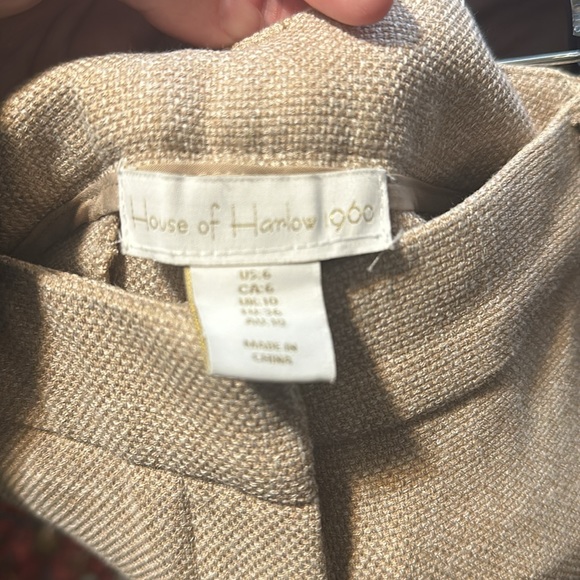 House of Harlow 1960
US:6
CA:6
UK:10
EU:36
AU:10
MADE IN
CHINA